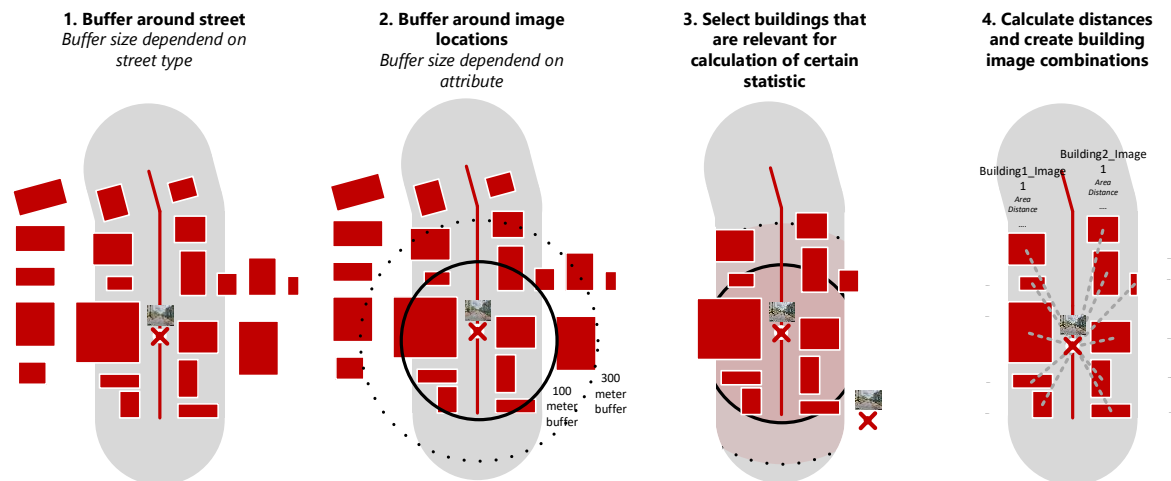 1. Buffer around street
Buffer size dependend on
street type
2. Buffer around image
locations
Buffer size dependend on
attribute
3. Select buildings that
are relevant for
calculation of certain
statistic
4. Calculate distances
and create building
image combinations
100
meter
buffer
300
meter
buffer
Building1_Image
1
Area
Distance
....
Building2_Image
1
Area
Distance
....